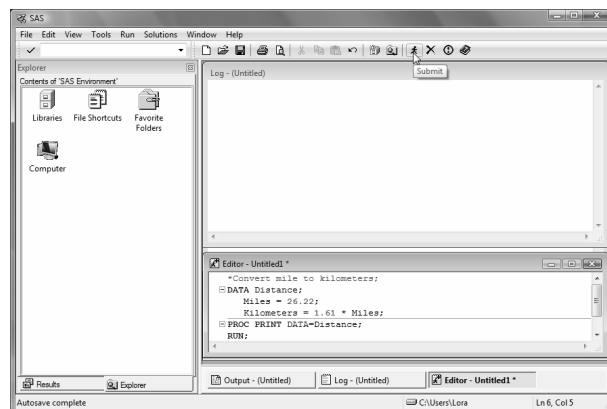 SAS
File Edit View Tools Run Solutions Window Help
Explorer
Contents of 'SAS Environment'
Libraries File Shortcuts Favorite Folders
Computer
Log - (Untitled)
Submit
Editor - Untitled1 *
*Convert mile to kilometers;
DATA Distance;
Miles = 26.22;
Kilometers = 1.61 * Miles;
PROC PRINT DATA=Distance;
RUN;
Results Explorer
Output - (Untitled) Log - (Untitled) Editor - Untitled1 *
Autosave complete C:\Users\Lora Ln 6, Col 5